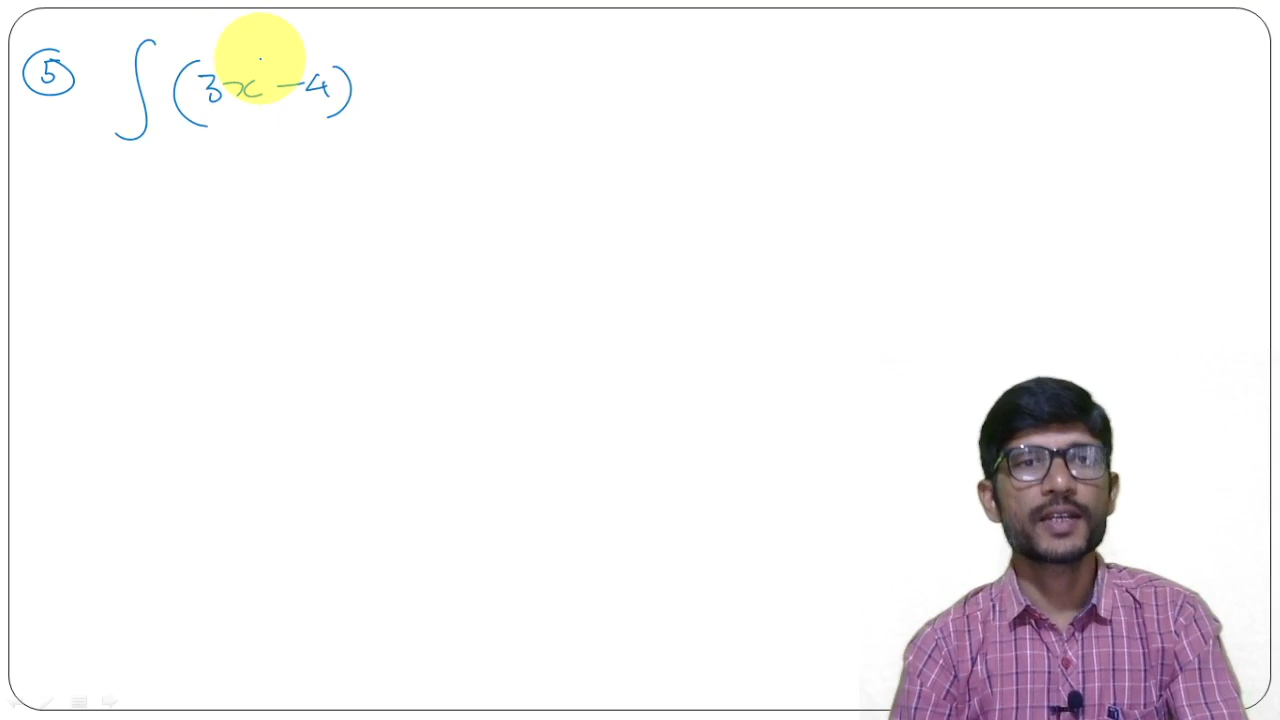 ⑤ ∫ (3x - 4)